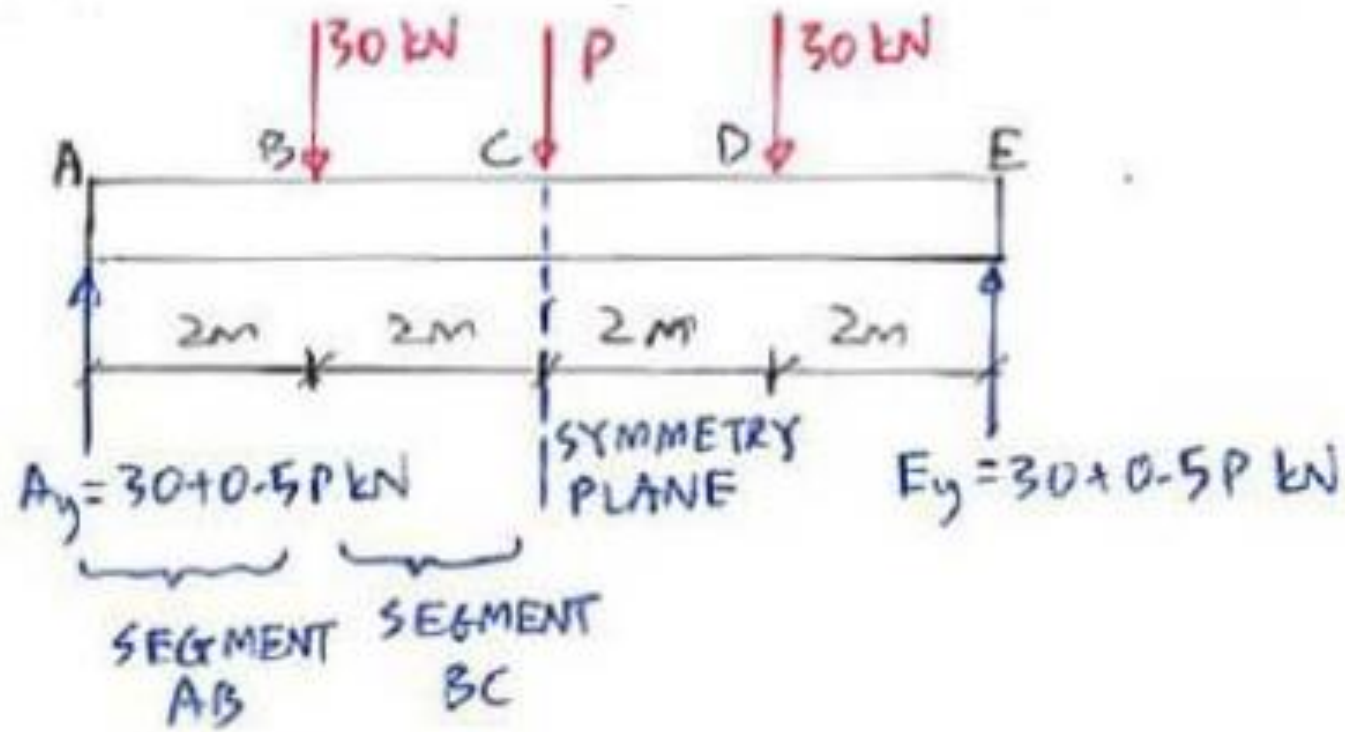 30 kN P 30 kN
A B C D E
2m 2m 2m 2m
Ay=30+0.5P kN SYMMETRY PLANE Ey=30+0.5P kN
SEGMENT AB
SEGMENT BC